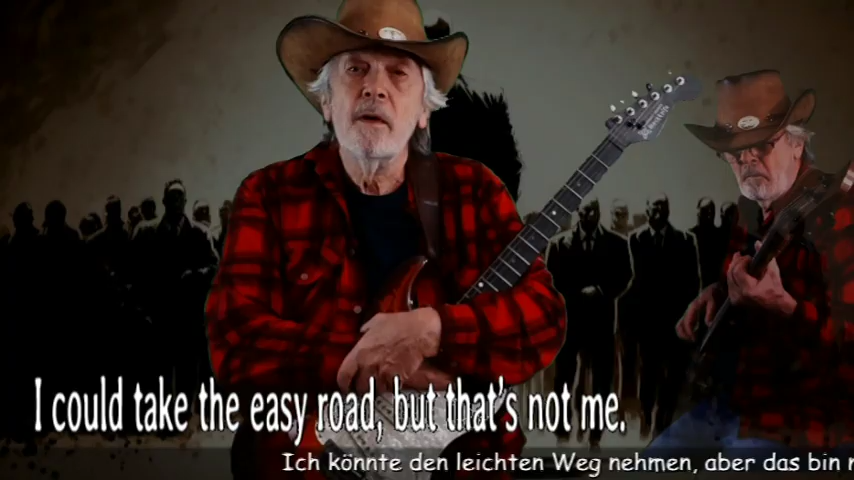 I could take the easy road, but that's not me.
Ich könnte den leichten Weg nehmen, aber das bin